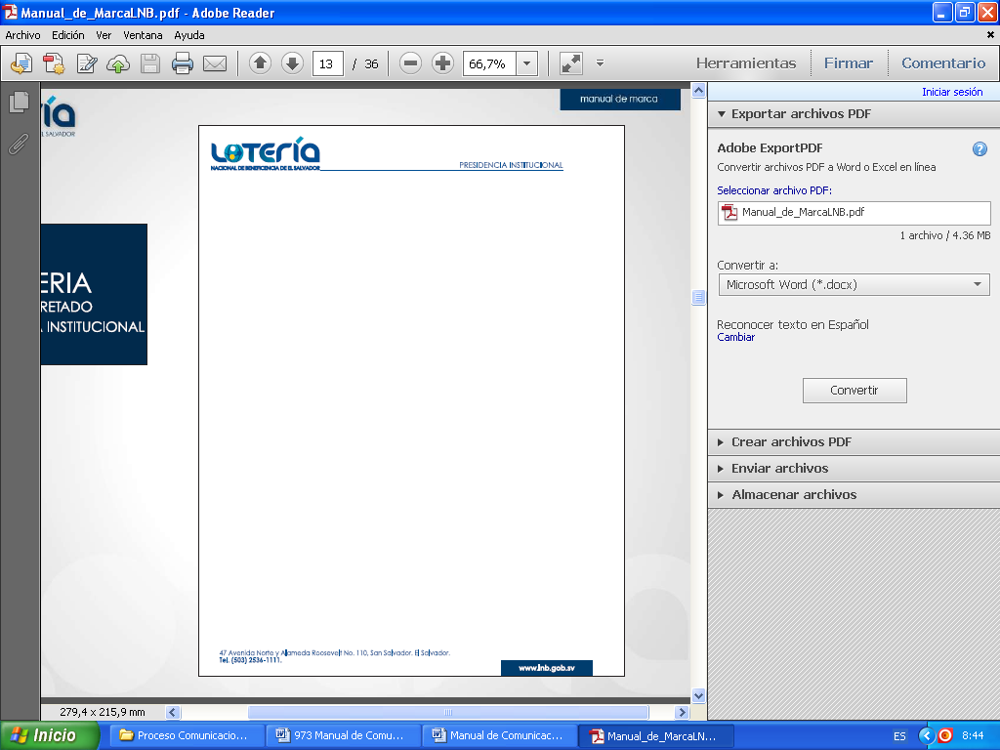 Manual_de_MarcaLNB.pdf - Adobe Reader
Archivo Edición Ver Ventana Ayuda
13 / 36 66,7% Herramientas Firmar Comentario
Iniciar sesión
ría
EL SALVADOR
manual de marca
LOTERÍA
NACIONAL DE BENEFICENCIA DE EL SALVADOR
PRESIDENCIA INSTITUCIONAL
ERIA
RETADO
INSTITUCIONAL
47 Avenida Norte y Alameda Roosevelt No. 110, San Salvador. El Salvador.
Tel. (503) 2536-1111.
www.lnb.gob.sv
Exportar archivos PDF
Adobe ExportPDF
Convertir archivos PDF a Word o Excel en línea
Seleccionar archivo PDF:
Manual_de_MarcaLNB.pdf
1 archivo / 4.36 MB
Convertir a:
Microsoft Word (*.docx)
Reconocer texto en Español
Cambiar
Convertir
Crear archivos PDF
Enviar archivos
Almacenar archivos
279,4 x 215,9 mm
Inicio Proceso Comunicacio... 973 Manual de Comu... Manual de Comunicac... Manual_de_MarcaLN... ES 8:44